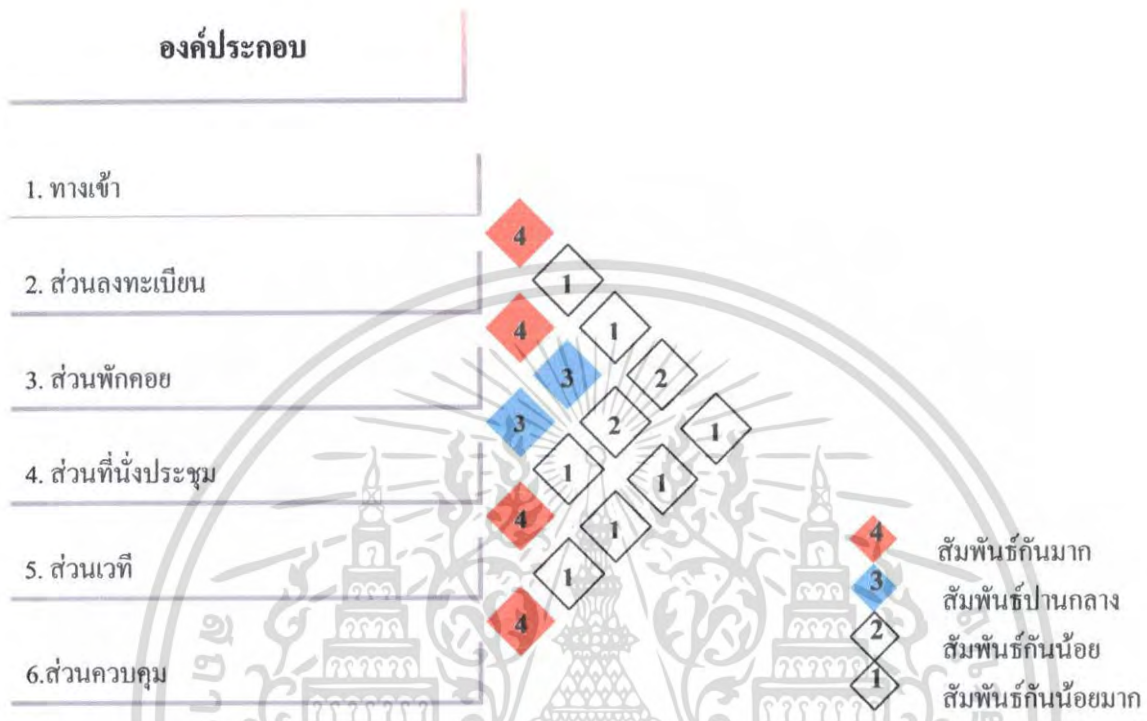 องค์ประกอบ
1. ทางเข้า
4
2. ส่วนลงทะเบียน
1
4
1
3. ส่วนพักคอย
3
2
3
2
1
4. ส่วนที่นั่งประชุม
1
1
4
1
5. ส่วนเวที
1
4
6.ส่วนควบคุม
4
สัมพันธ์กันมาก
3
สัมพันธ์ปานกลาง
2
สัมพันธ์กันน้อย
1
สัมพันธ์กันน้อยมาก